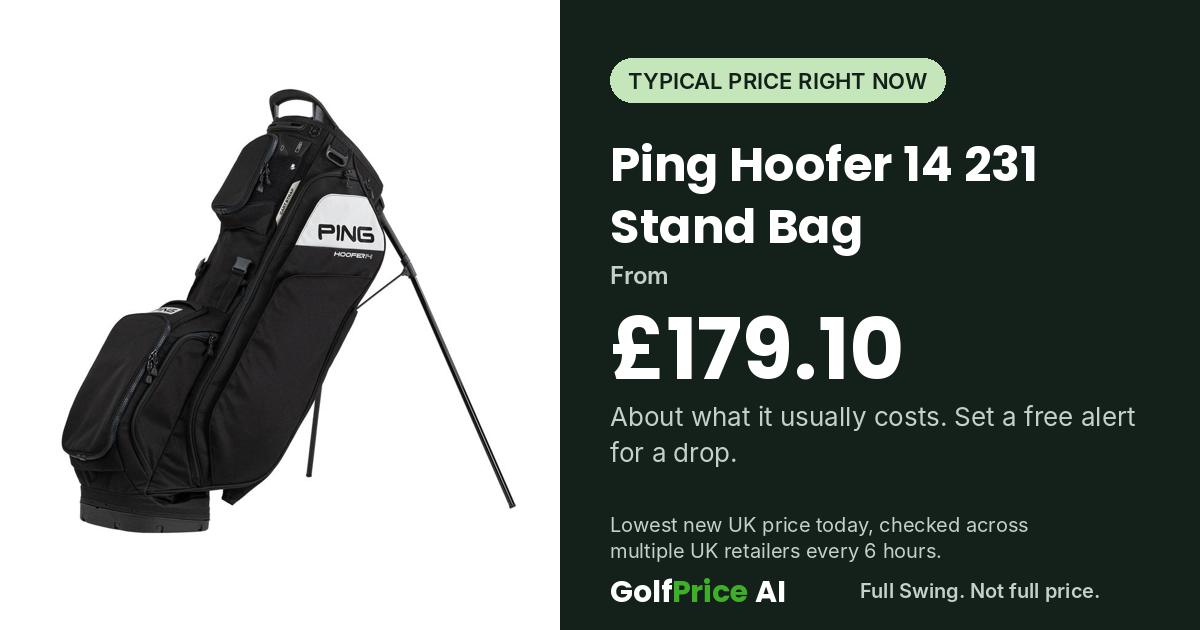 PING
HOOFER14
PING
TYPICAL PRICE RIGHT NOW
Ping Hoofer 14 231
Stand Bag
From
£179.10
About what it usually costs. Set a free alert
for a drop.
Lowest new UK price today, checked across
multiple UK retailers every 6 hours.
GolfPrice AI
Full Swing. Not full price.